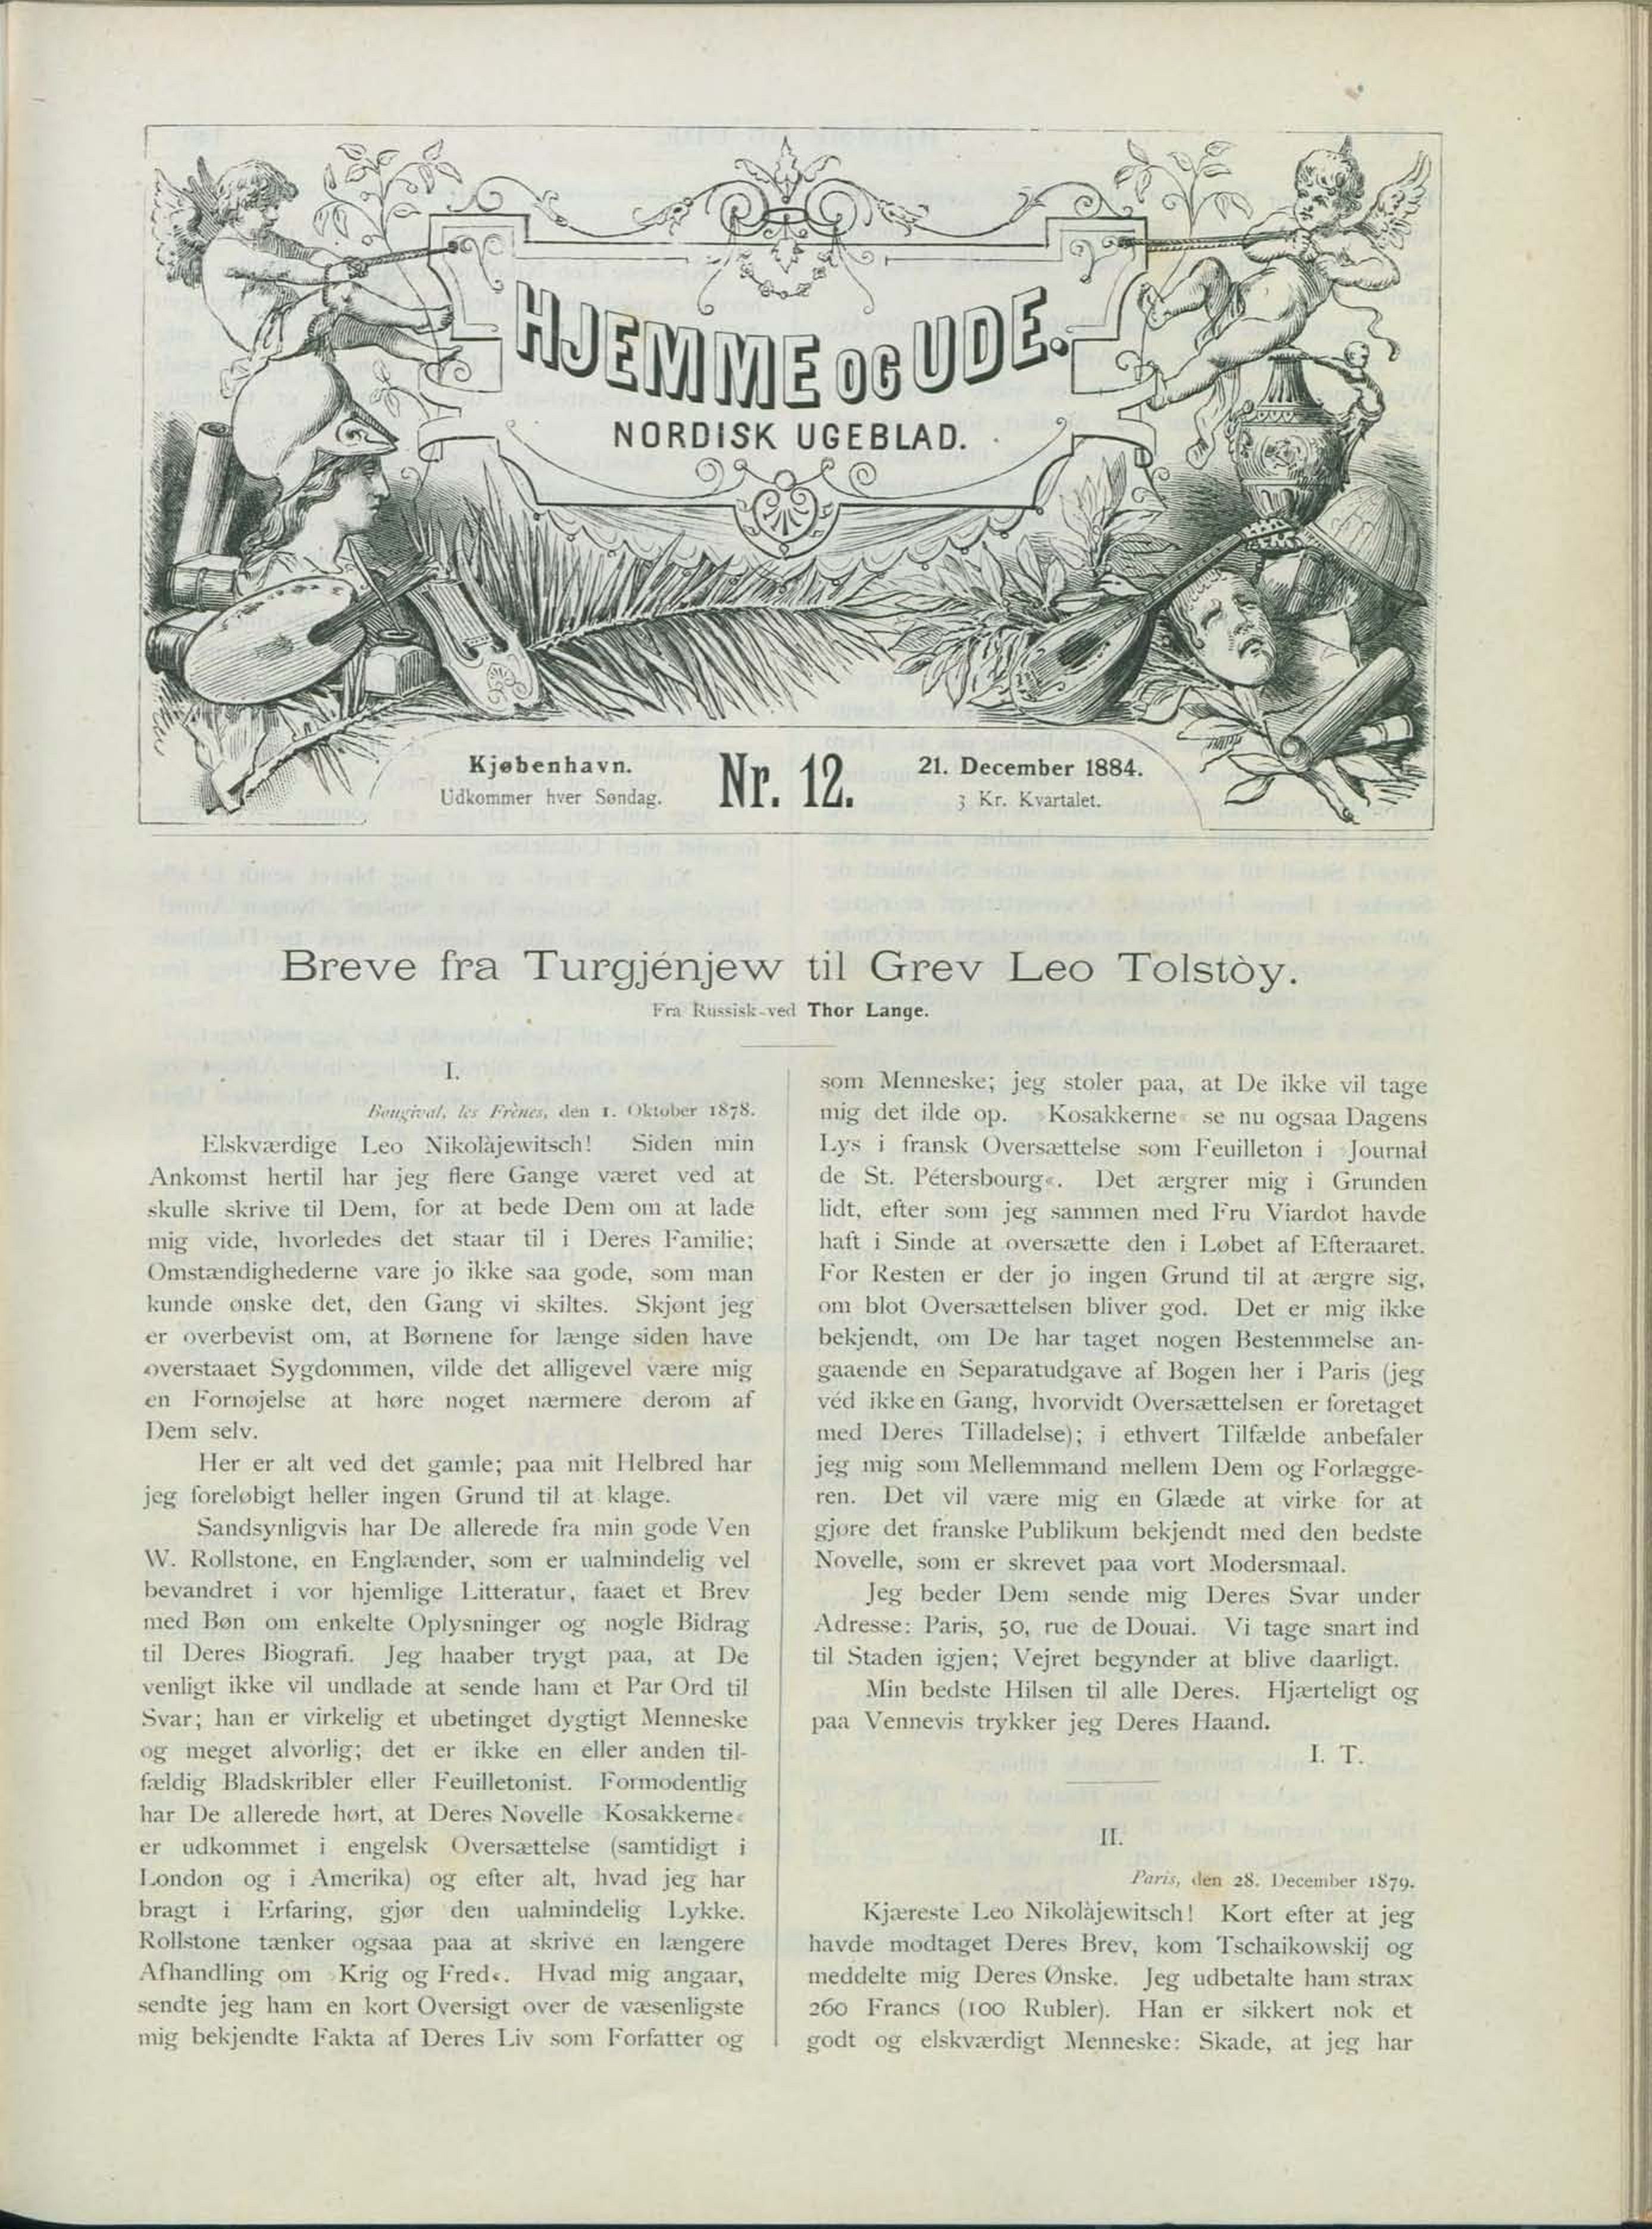 HJEMME OG UDE.
NORDISK UGEBLAD.
Kjøbenhavn.
Udkommer hver Søndag.
Nr. 12.
21. December 1884.
3 Kr. Kvartalet.
Breve fra Turgjénjew til Grev Leo Tolstòy.
Fra Russisk ved Thor Lange.
I.
Bougival, les Frènes, den 1. Oktober 1878.
Elskværdige Leo Nikolàjewitsch! Siden min
Ankomst hertil har jeg flere Gange været ved at
skulle skrive til Dem, for at bede Dem om at lade
mig vide, hvorledes det staar til i Deres Familie;
Omstændighederne vare jo ikke saa gode, som man
kunde ønske det, den Gang vi skiltes. Skjønt jeg
er overbevist om, at Børnene for længe siden have
overstaaet Sygdommen, vilde det alligevel være mig
en Fornøjelse at høre noget nærmere derom af
Dem selv.
Her er alt ved det gamle; paa mit Helbred har
jeg foreløbigt heller ingen Grund til at klage.
Sandsynligvis har De allerede fra min gode Ven
W. Rollstone, en Englænder, som er ualmindelig vel
bevandret i vor hjemlige Litteratur, faaet et Brev
med Bøn om enkelte Oplysninger og nogle Bidrag
til Deres Biografi. Jeg haaber trygt paa, at De
venligt ikke vil undlade at sende ham et Par Ord til
Svar; han er virkelig et ubetinget dygtigt Menneske
og meget alvorlig; det er ikke en eller anden til-
fældig Bladskribler eller Feuilletonist. Formodentlig
har De allerede hørt, at Deres Novelle »Kosakkerne«
er udkommet i engelsk Oversættelse (samtidigt i
London og i Amerika) og efter alt, hvad jeg har
bragt i Erfaring, gjør den ualmindelig Lykke.
Rollstone tænker ogsaa paa at skrive en længere
Afhandling om »Krig og Fred«. Hvad mig angaar,
sendte jeg ham en kort Oversigt over de væsenligste
mig bekjendte Fakta af Deres Liv som Forfatter og
som Menneske; jeg stoler paa, at De ikke vil tage
mig det ilde op. »Kosakkerne« se nu ogsaa Dagens
Lys i fransk Oversættelse som Feuilleton i »Journal
de St. Pétersbourg«. Det ærgrer mig i Grunden
lidt, efter som jeg sammen med Fru Viardot havde
haft i Sinde at oversætte den i Løbet af Efteraaret.
For Resten er der jo ingen Grund til at ærgre sig,
om blot Oversættelsen bliver god. Det er mig ikke
bekjendt, om De har taget nogen Bestemmelse an-
gaaende en Separatudgave af Bogen her i Paris (jeg
véd ikke en Gang, hvorvidt Oversættelsen er foretaget
med Deres Tilladelse); i ethvert Tilfælde anbefaler
jeg mig som Mellemmand mellem Dem og Forlægge-
ren. Det vil være mig en Glæde at virke for at
gjøre det franske Publikum bekjendt med den bedste
Novelle, som er skrevet paa vort Modersmaal.
Jeg beder Dem sende mig Deres Svar under
Adresse: Paris, 50, rue de Douai. Vi tage snart ind
til Staden igjen; Vejret begynder at blive daarligt.
Min bedste Hilsen til alle Deres. Hjærteligt og
paa Vennevis trykker jeg Deres Haand.
I. T.
II.
Paris, den 28. December 1879.
Kjæreste Leo Nikolàjewitsch! Kort efter at jeg
havde modtaget Deres Brev, kom Tschaikowskij og
meddelte mig Deres Ønske. Jeg udbetalte ham strax
260 Francs (100 Rubler). Han er sikkert nok et
godt og elskværdigt Menneske: Skade, at jeg har